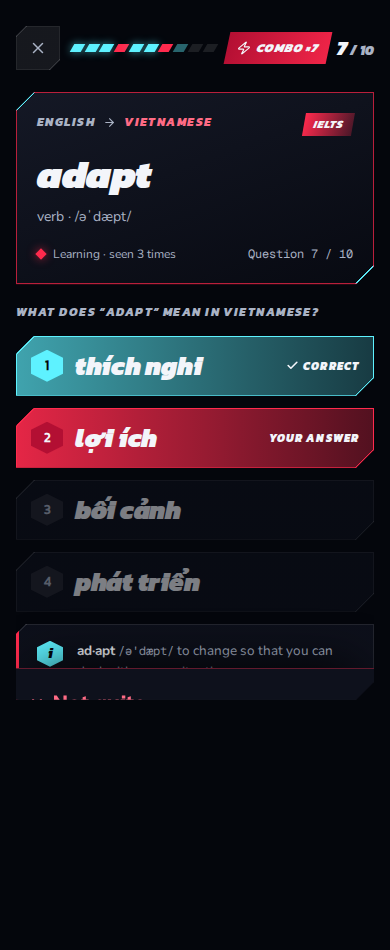 COMBO ×7 7 / 10
ENGLISH → VIETNAMESE IELTS
adapt
verb · /əˈdæpt/
Learning · seen 3 times Question 7 / 10
WHAT DOES “ADAPT” MEAN IN VIETNAMESE?
1 thích nghi ✓ CORRECT
2 lợi ích YOUR ANSWER
3 bối cảnh
4 phát triển
i ad·apt /əˈdæpt/ to change so that you can